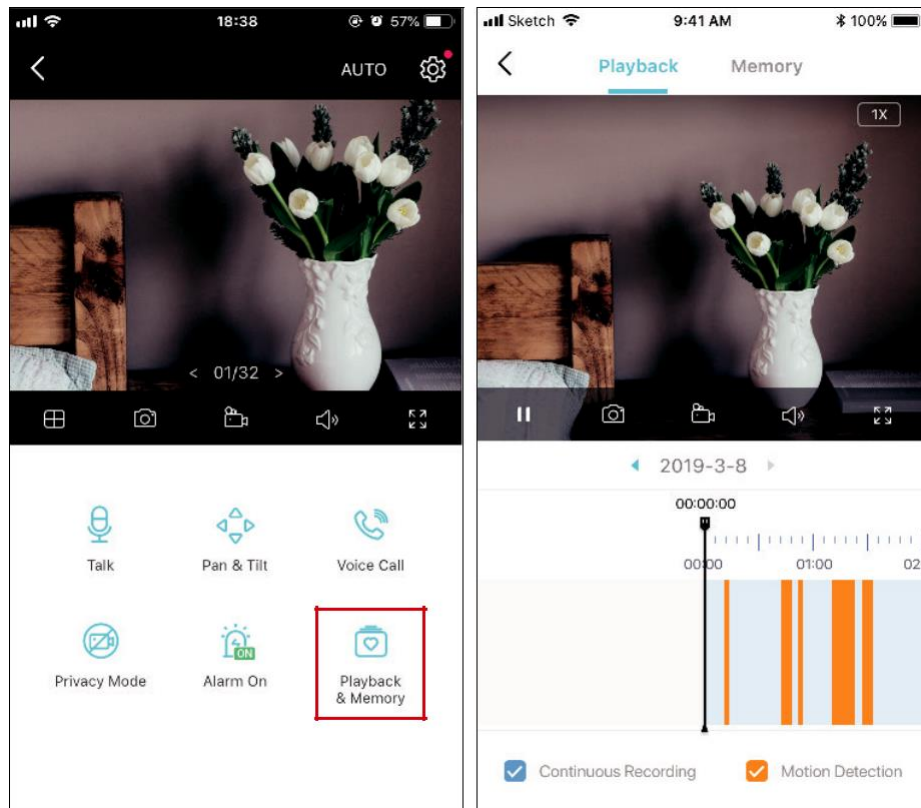 18:38
57%
AUTO
< 01/32 >
Talk
Pan & Tilt
Voice Call
Privacy Mode
ON
Alarm On
Playback
& Memory
Sketch
9:41 AM
100%
Playback
Memory
1X
2019-3-8
00:00:00
00:00
01:00
02
Continuous Recording
Motion Detection